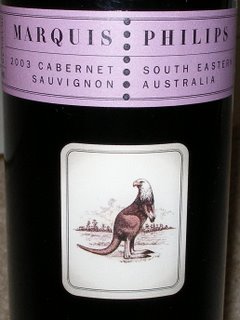 MARQUIS PHILIPS
2003 CABERNET SAUVIGNON
SOUTH EASTERN AUSTRALIA